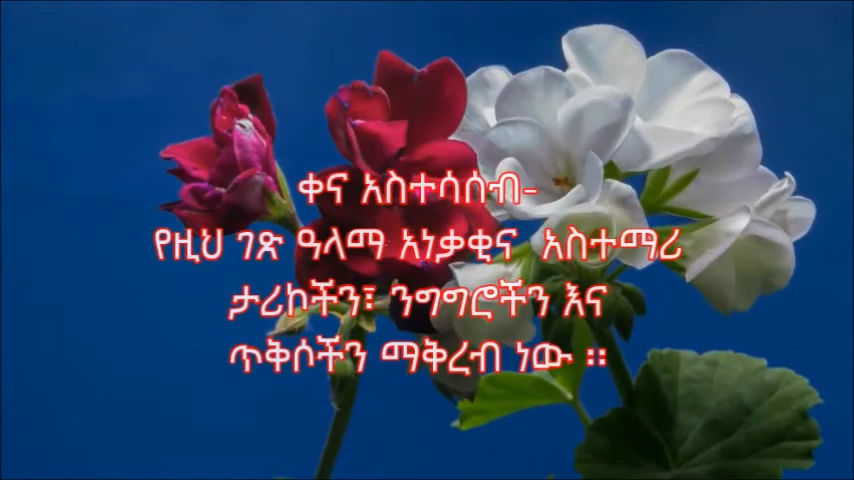 ቀና አስተሳሰብ-
የዚህ ገጽ ዓላማ አነቃቂና አስተማሪ
ታሪኮችን፣ ንግግሮችን እና
ጥቅሶችን ማቅረብ ነው ።